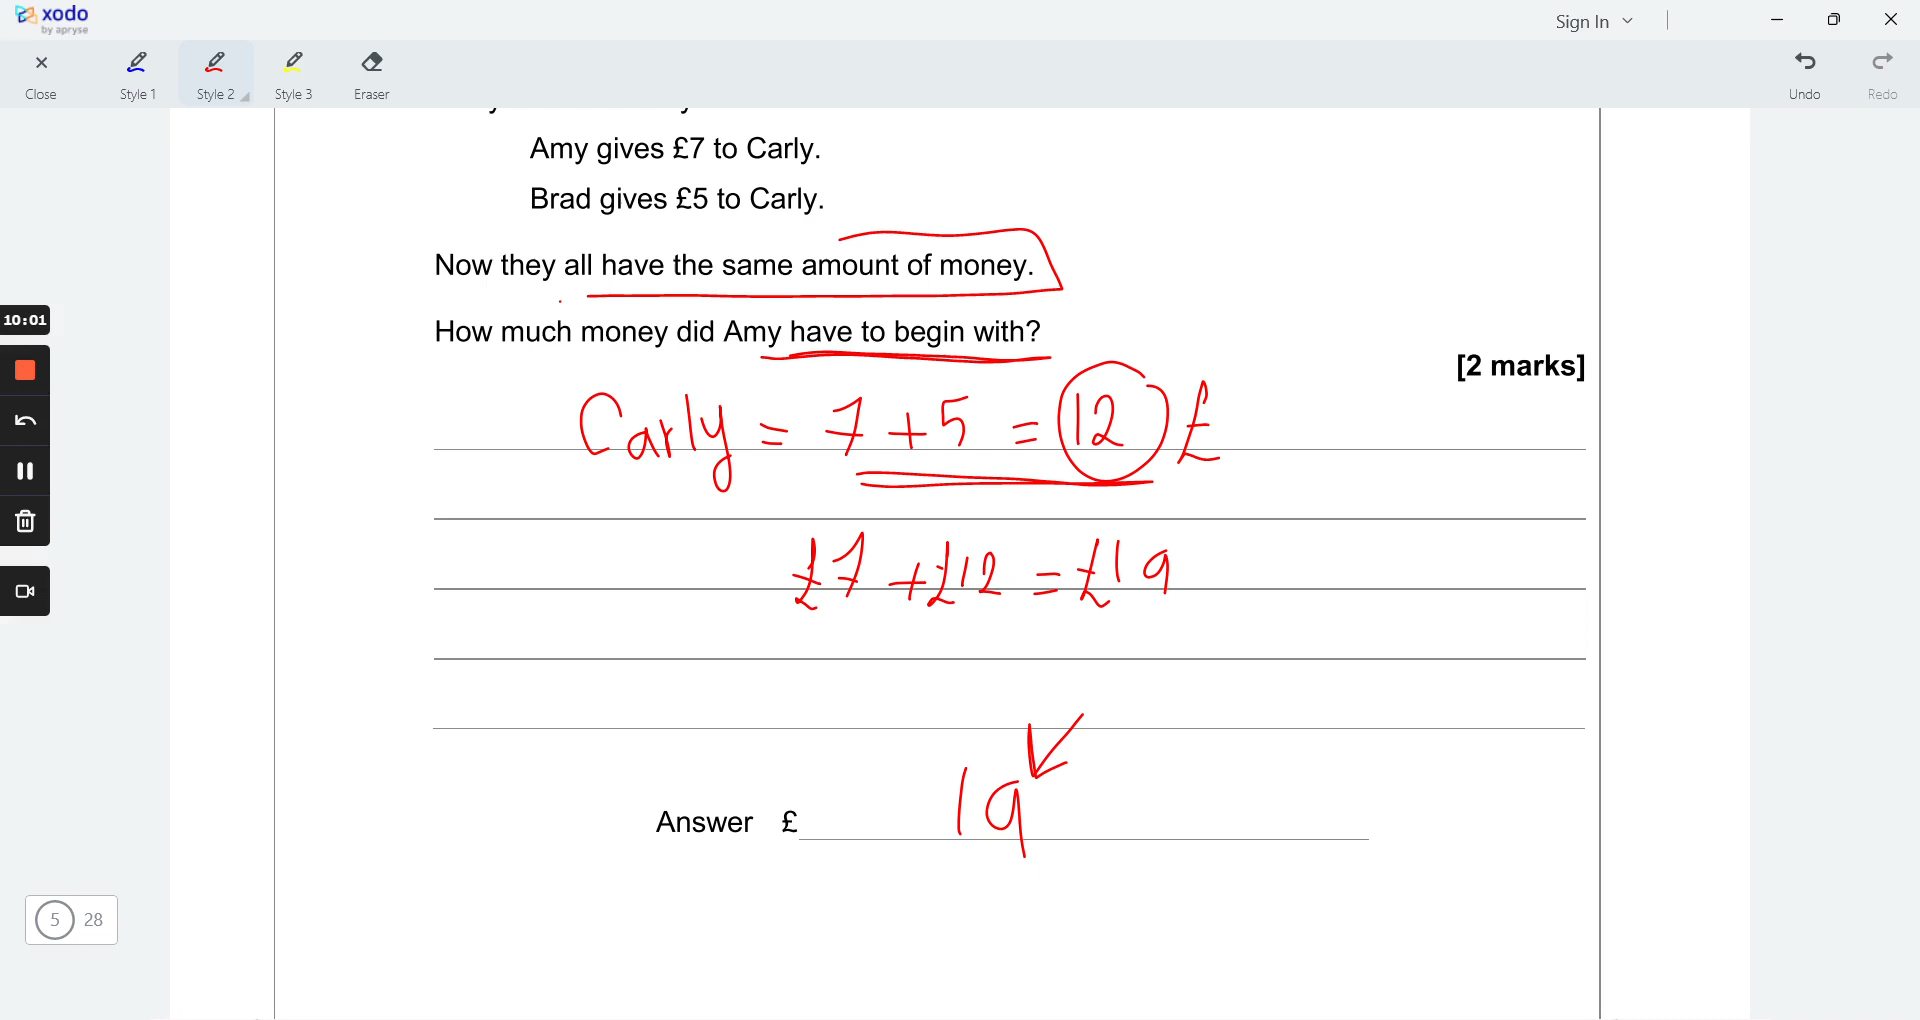 xodo
by apryse
Sign In
Close
Style 1
Style 2
Style 3
Eraser
Undo
Redo
Amy gives £7 to Carly.
Brad gives £5 to Carly.
Now they all have the same amount of money.
How much money did Amy have to begin with?
[2 marks]
Carly = 7 + 5 = 12 £
£7 + £12 = £19
Answer £ 19
10:01
5 28